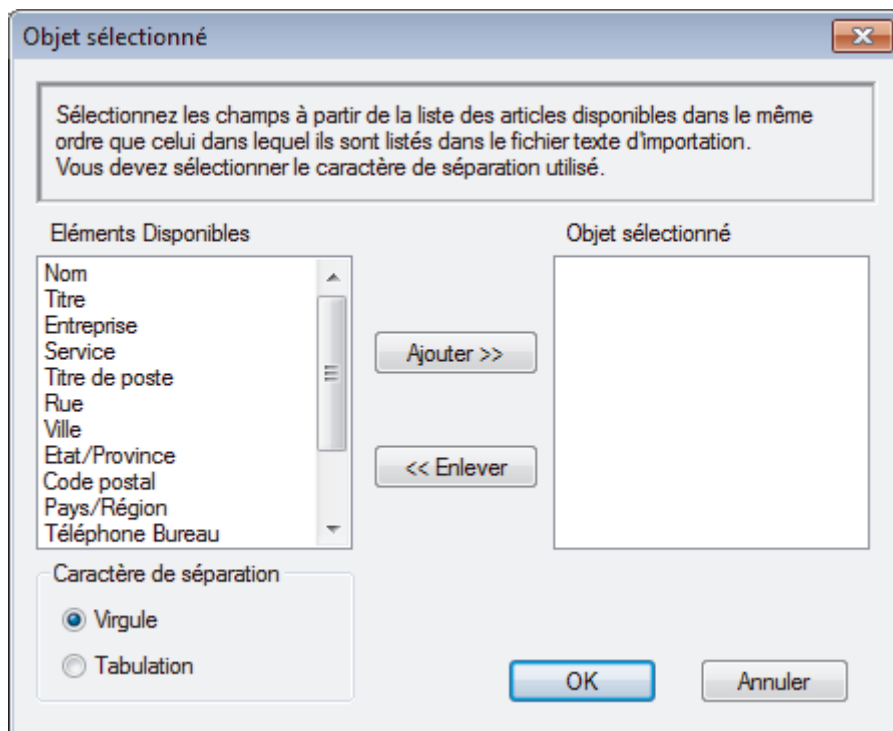 Objet sélectionné
Sélectionnez les champs à partir de la liste des articles disponibles dans le même
ordre que celui dans lequel ils sont listés dans le fichier texte d'importation.
Vous devez sélectionner le caractère de séparation utilisé.
Eléments Disponibles
Nom
Titre
Entreprise
Service
Titre de poste
Rue
Ville
Etat/Province
Code postal
Pays/Région
Téléphone Bureau
Ajouter >>
<< Enlever
Objet sélectionné
Caractère de séparation
Virgule
Tabulation
OK
Annuler